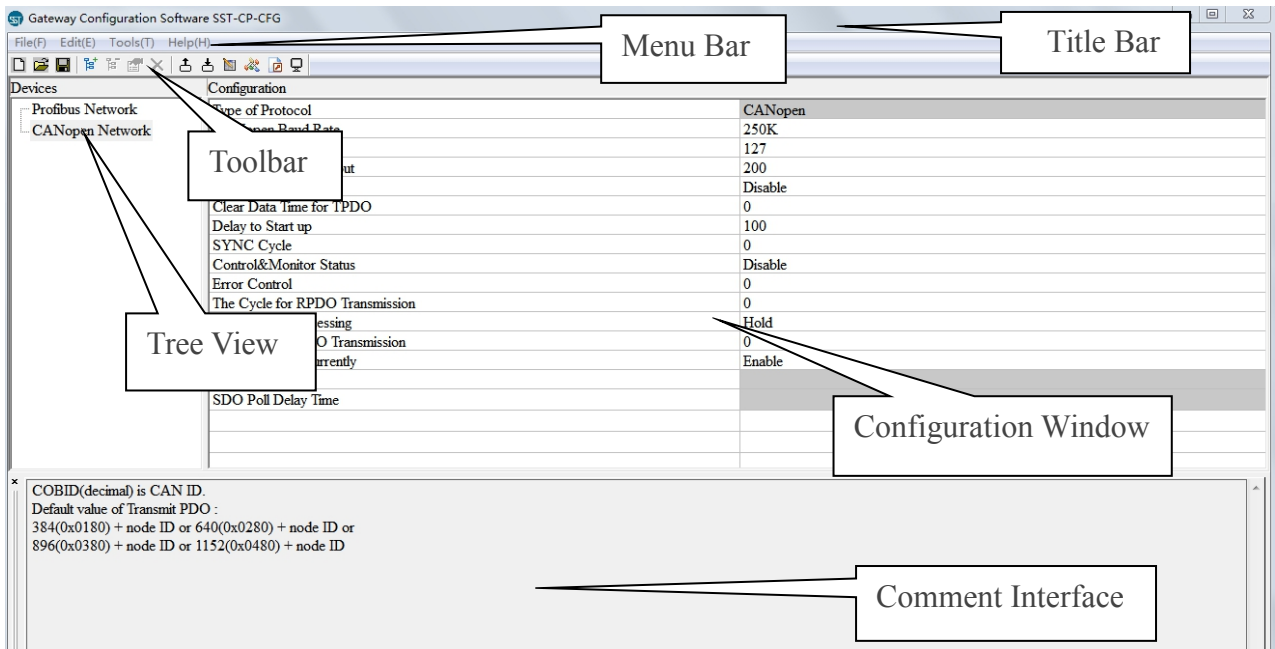 SST Gateway Configuration Software SST-CP-CFG
Title Bar
Menu Bar
File(F) Edit(E) Tools(T) Help(H)
Devices Configuration
Profibus Network
CANopen Network
Type of Protocol CANopen
Baud Rate 250K
127
Toolbar
200
Disable
Clear Data Time for TPDO 0
Delay to Start up 100
SYNC Cycle 0
Control&Monitor Status Disable
Error Control 0
The Cycle for RPDO Transmission 0
Hold
Tree View
Transmission 0
Enable
SDO Poll Delay Time
Configuration Window
COBID(decimal) is CAN ID.
Default value of Transmit PDO :
384(0x0180) + node ID or 640(0x0280) + node ID or
896(0x0380) + node ID or 1152(0x0480) + node ID
Comment Interface